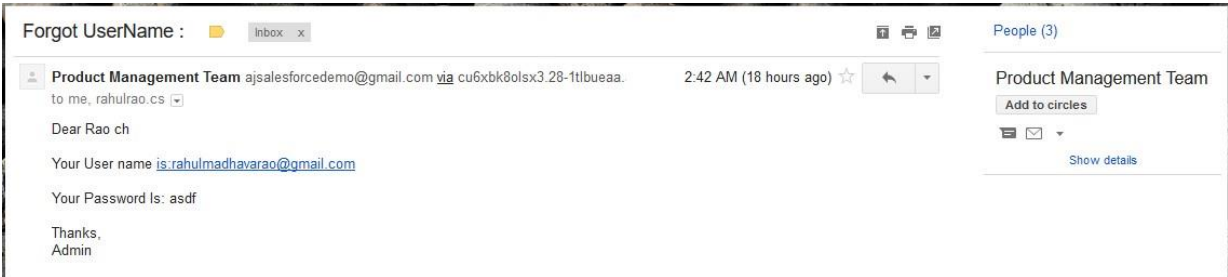 Forgot UserName :
Inbox x
People (3)
Product Management Team ajsalesforcedemo@gmail.com via cu6xbk8olsx3.28-1tlbueaa.
2:42 AM (18 hours ago)
to me, rahulrao.cs
Dear Rao ch
Your User name is:rahulmadhavarao@gmail.com
Your Password Is: asdf
Thanks,
Admin
Product Management Team
Add to circles
Show details